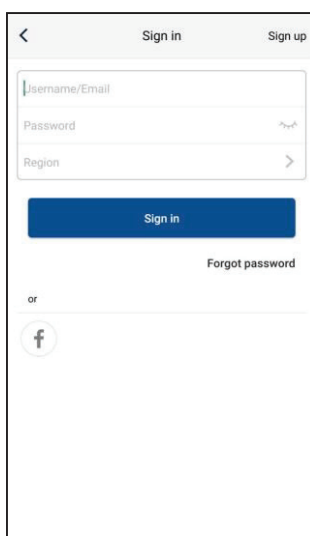 Sign in
Sign up
Username/Email
Password
Region
Sign in
Forgot password
or
f